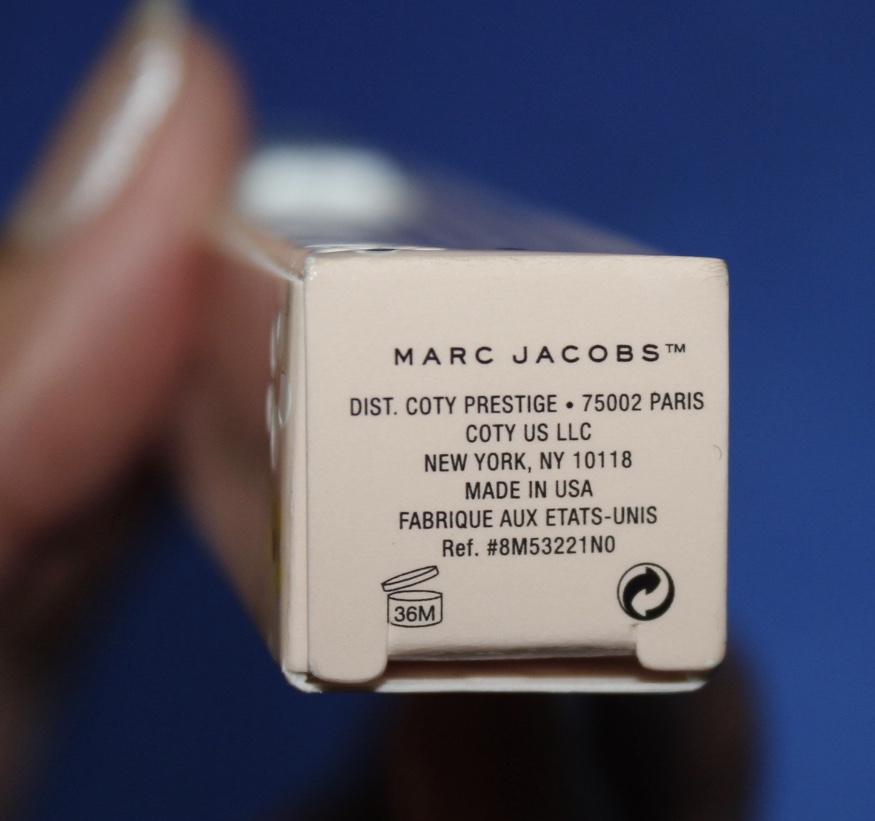 MARC JACOBS™
DIST. COTY PRESTIGE • 75002 PARIS
COTY US LLC
NEW YORK, NY 10118
MADE IN USA
FABRIQUE AUX ETATS-UNIS
Ref. #8M53221N0
36M